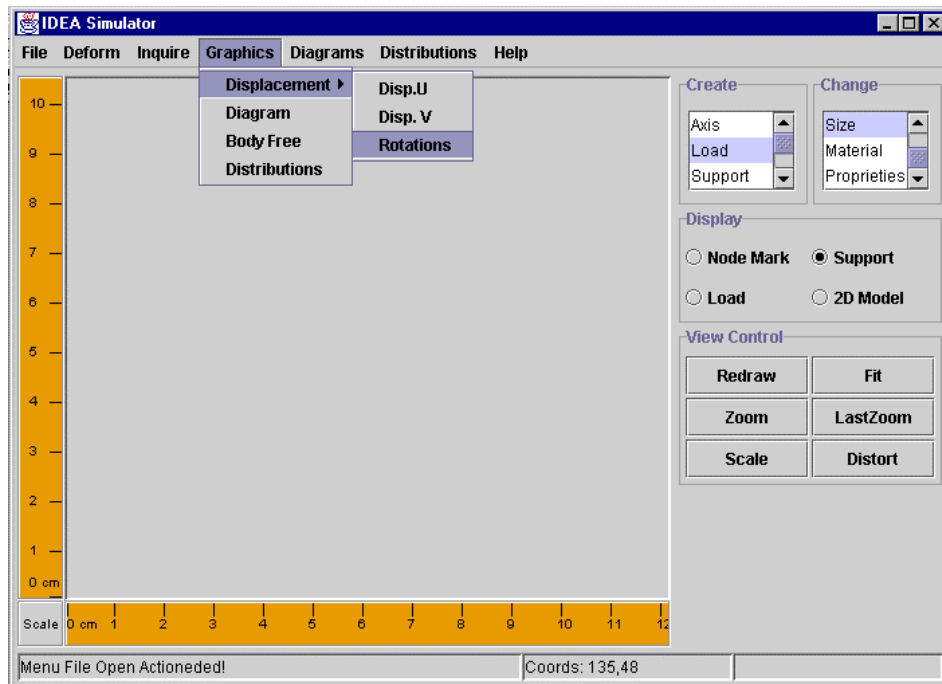 IDEA Simulator
File Deform Inquire Graphics Diagrams Distributions Help
Displacement
Diagram
Body Free
Distributions
Disp.U
Disp. V
Rotations
10
9
8
7
6
5
4
3
2
1
0 cm
Scale
0 cm 1 2 3 4 5 6 7 8 9 10 11 12
Create
Axis
Load
Support
Change
Size
Material
Proprieties
Display
Node Mark Support
Load 2D Model
View Control
Redraw Fit
Zoom LastZoom
Scale Distort
Menu File Open Actioneded!
Coords: 135,48